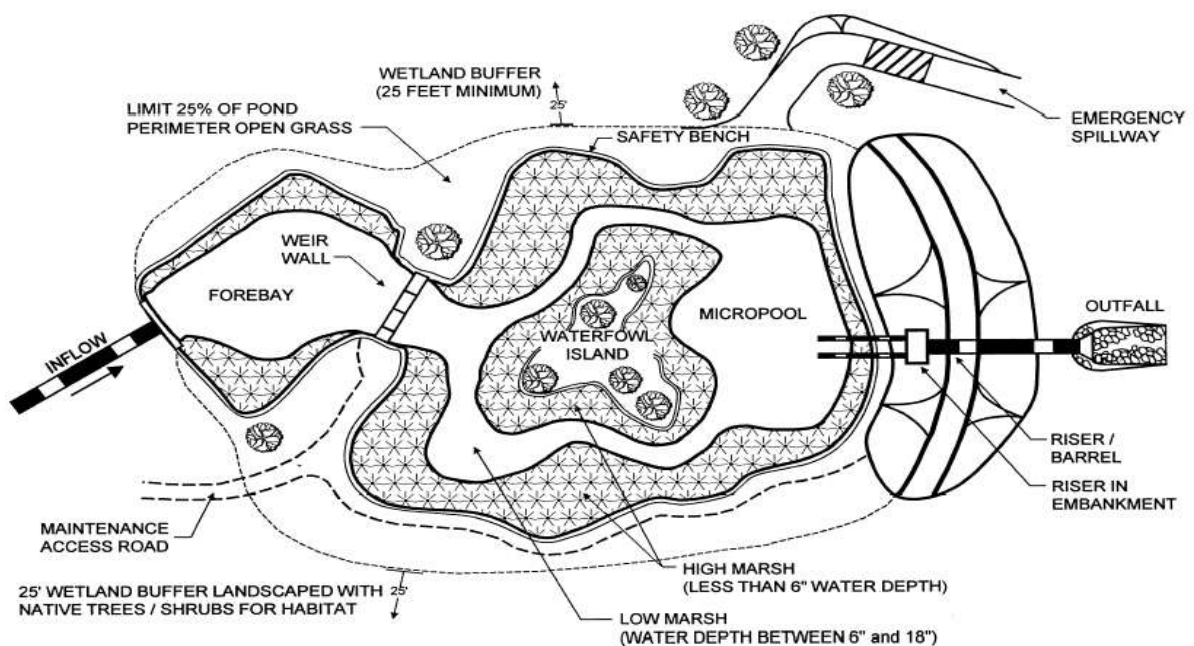 WETLAND BUFFER
(25 FEET MINIMUM)
25'
LIMIT 25% OF POND
PERIMETER OPEN GRASS
SAFETY BENCH
EMERGENCY
SPILLWAY
WEIR
WALL
FOREBAY
INFLOW
WATERFOWL
ISLAND
MICROPOOL
OUTFALL
RISER /
BARREL
RISER IN
EMBANKMENT
MAINTENANCE
ACCESS ROAD
HIGH MARSH
(LESS THAN 6" WATER DEPTH)
25' WETLAND BUFFER LANDSCAPED WITH
NATIVE TREES / SHRUBS FOR HABITAT
25'
LOW MARSH
(WATER DEPTH BETWEEN 6" and 18")